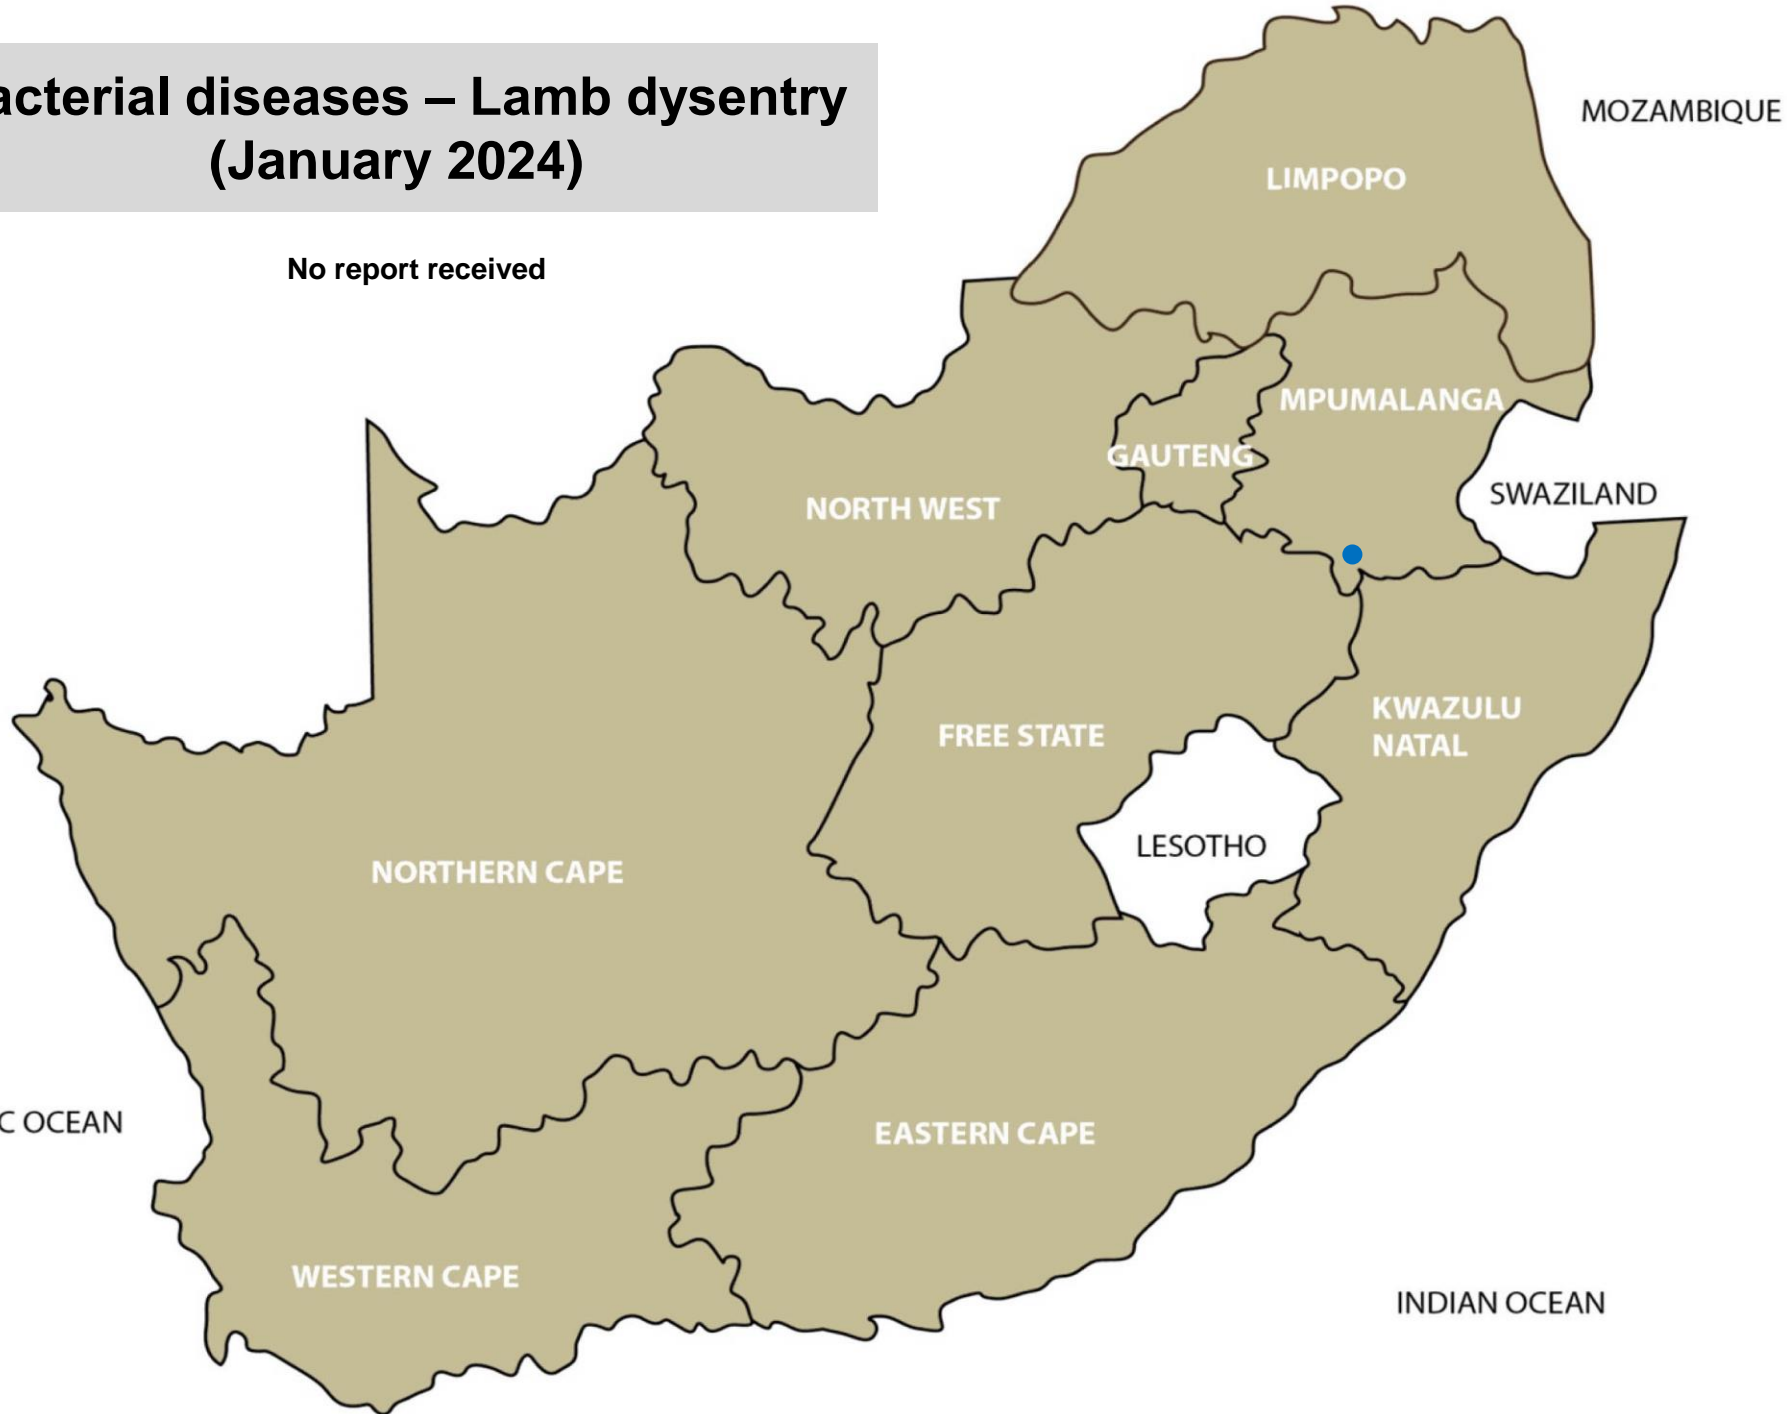 acterial diseases – Lamb dysentry
(January 2024)
No report received
MOZAMBIQUE
LIMPOPO
MPUMALANGA
GAUTENG
SWAZILAND
NORTH WEST
KWAZULU
NATAL
FREE STATE
LESOTHO
NORTHERN CAPE
C OCEAN
EASTERN CAPE
WESTERN CAPE
INDIAN OCEAN